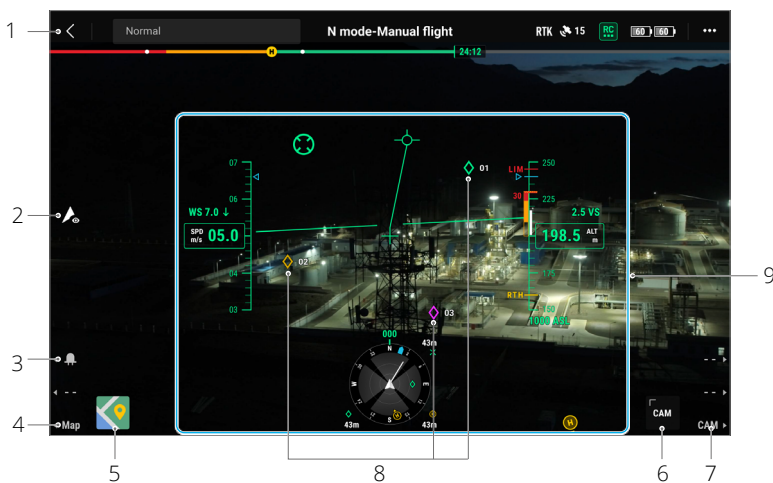 1
Normal
N mode-Manual flight
RTK 15
RC
60 60
H
24:12
07
06
04
03
WS 7.0 ↓
SPD
m/s
05.0
01
02
03
LIM
250
30
225
2.5 VS
198.5
ALT
m
175
RTH
150
1000 ASL
2
3
4
9
000
N
E
S
W
43m
43m
43m
H
Map
CAM
CAM
- -
- -
- -
5
8
6
7